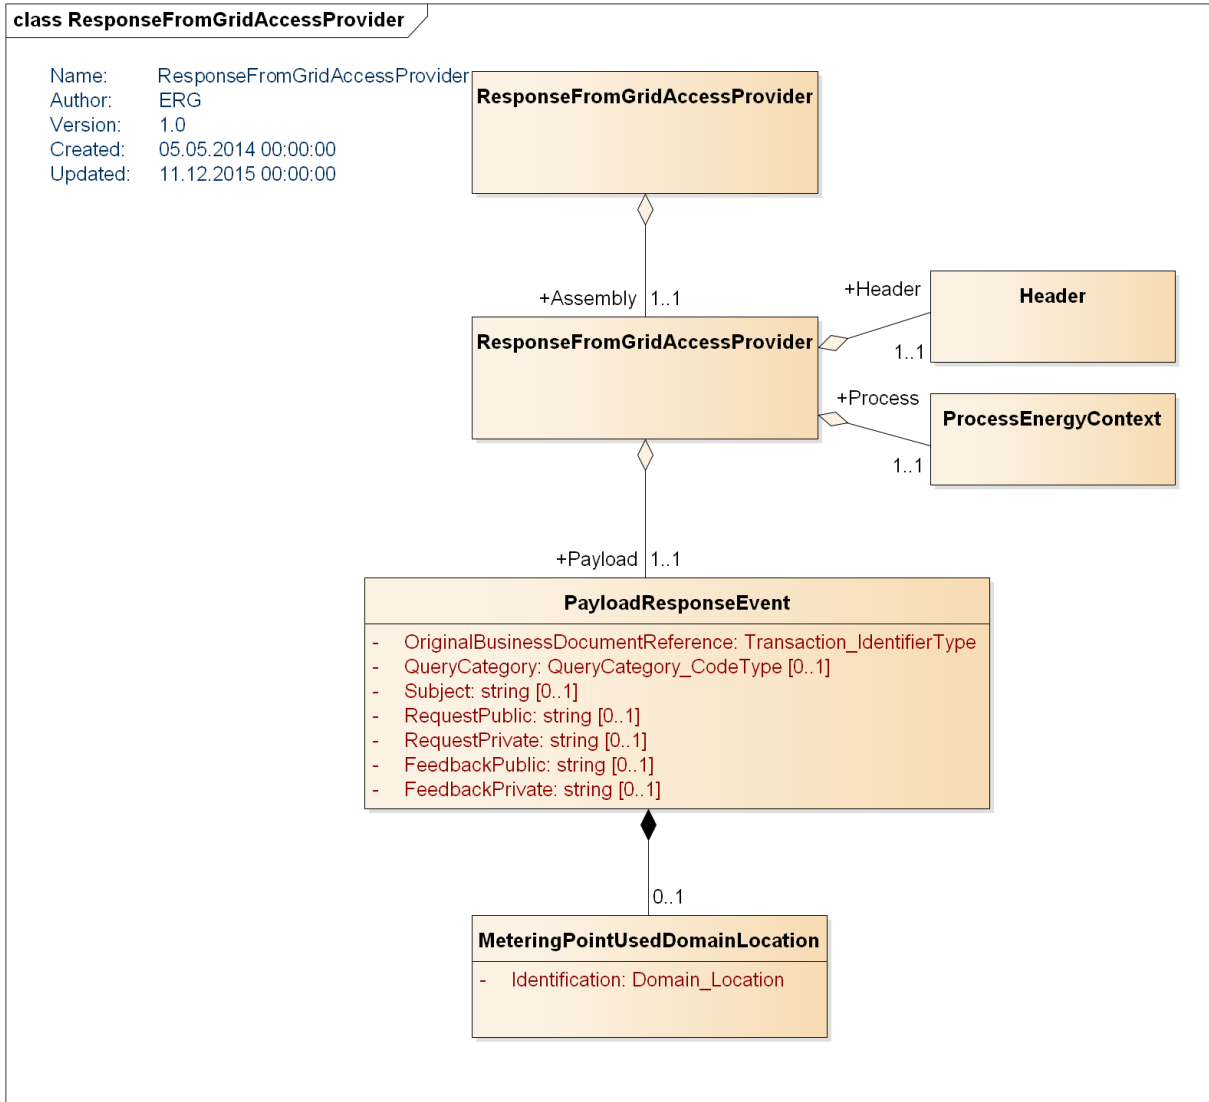 class ResponseFromGridAccessProvider
Name: ResponseFromGridAccessProvider
Author: ERG
Version: 1.0
Created: 05.05.2014 00:00:00
Updated: 11.12.2015 00:00:00
ResponseFromGridAccessProvider
+Assembly 1..1
ResponseFromGridAccessProvider
+Header
1..1
Header
+Process
1..1
ProcessEnergyContext
+Payload 1..1
PayloadResponseEvent
- OriginalBusinessDocumentReference: Transaction_IdentifierType
- QueryCategory: QueryCategory_CodeType [0..1]
- Subject: string [0..1]
- RequestPublic: string [0..1]
- RequestPrivate: string [0..1]
- FeedbackPublic: string [0..1]
- FeedbackPrivate: string [0..1]
0..1
MeteringPointUsedDomainLocation
- Identification: Domain_Location